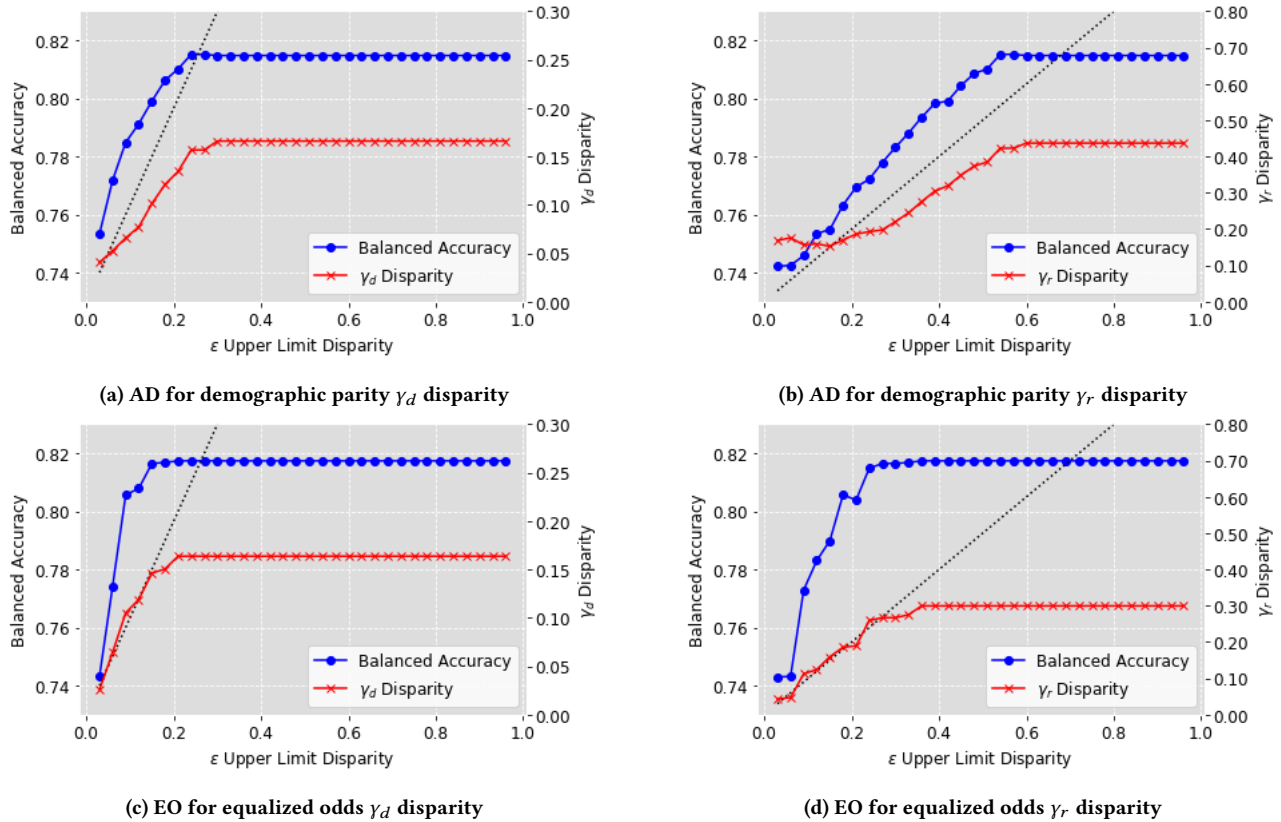 0.82
0.80
0.78
0.76
0.74
Balanced Accuracy
0.30
0.25
0.20
0.15
0.10
0.05
0.00
γd Disparity
Balanced Accuracy
γd Disparity
0.0 0.2 0.4 0.6 0.8 1.0
ε Upper Limit Disparity
(a) AD for demographic parity γd disparity
0.82
0.80
0.78
0.76
0.74
Balanced Accuracy
0.80
0.70
0.60
0.50
0.40
0.30
0.20
0.10
0.00
γr Disparity
Balanced Accuracy
γr Disparity
0.0 0.2 0.4 0.6 0.8 1.0
ε Upper Limit Disparity
(b) AD for demographic parity γr disparity
0.82
0.80
0.78
0.76
0.74
Balanced Accuracy
0.30
0.25
0.20
0.15
0.10
0.05
0.00
γd Disparity
Balanced Accuracy
γd Disparity
0.0 0.2 0.4 0.6 0.8 1.0
ε Upper Limit Disparity
(c) EO for equalized odds γd disparity
0.82
0.80
0.78
0.76
0.74
Balanced Accuracy
0.80
0.70
0.60
0.50
0.40
0.30
0.20
0.10
0.00
γr Disparity
Balanced Accuracy
γr Disparity
0.0 0.2 0.4 0.6 0.8 1.0
ε Upper Limit Disparity
(d) EO for equalized odds γr disparity